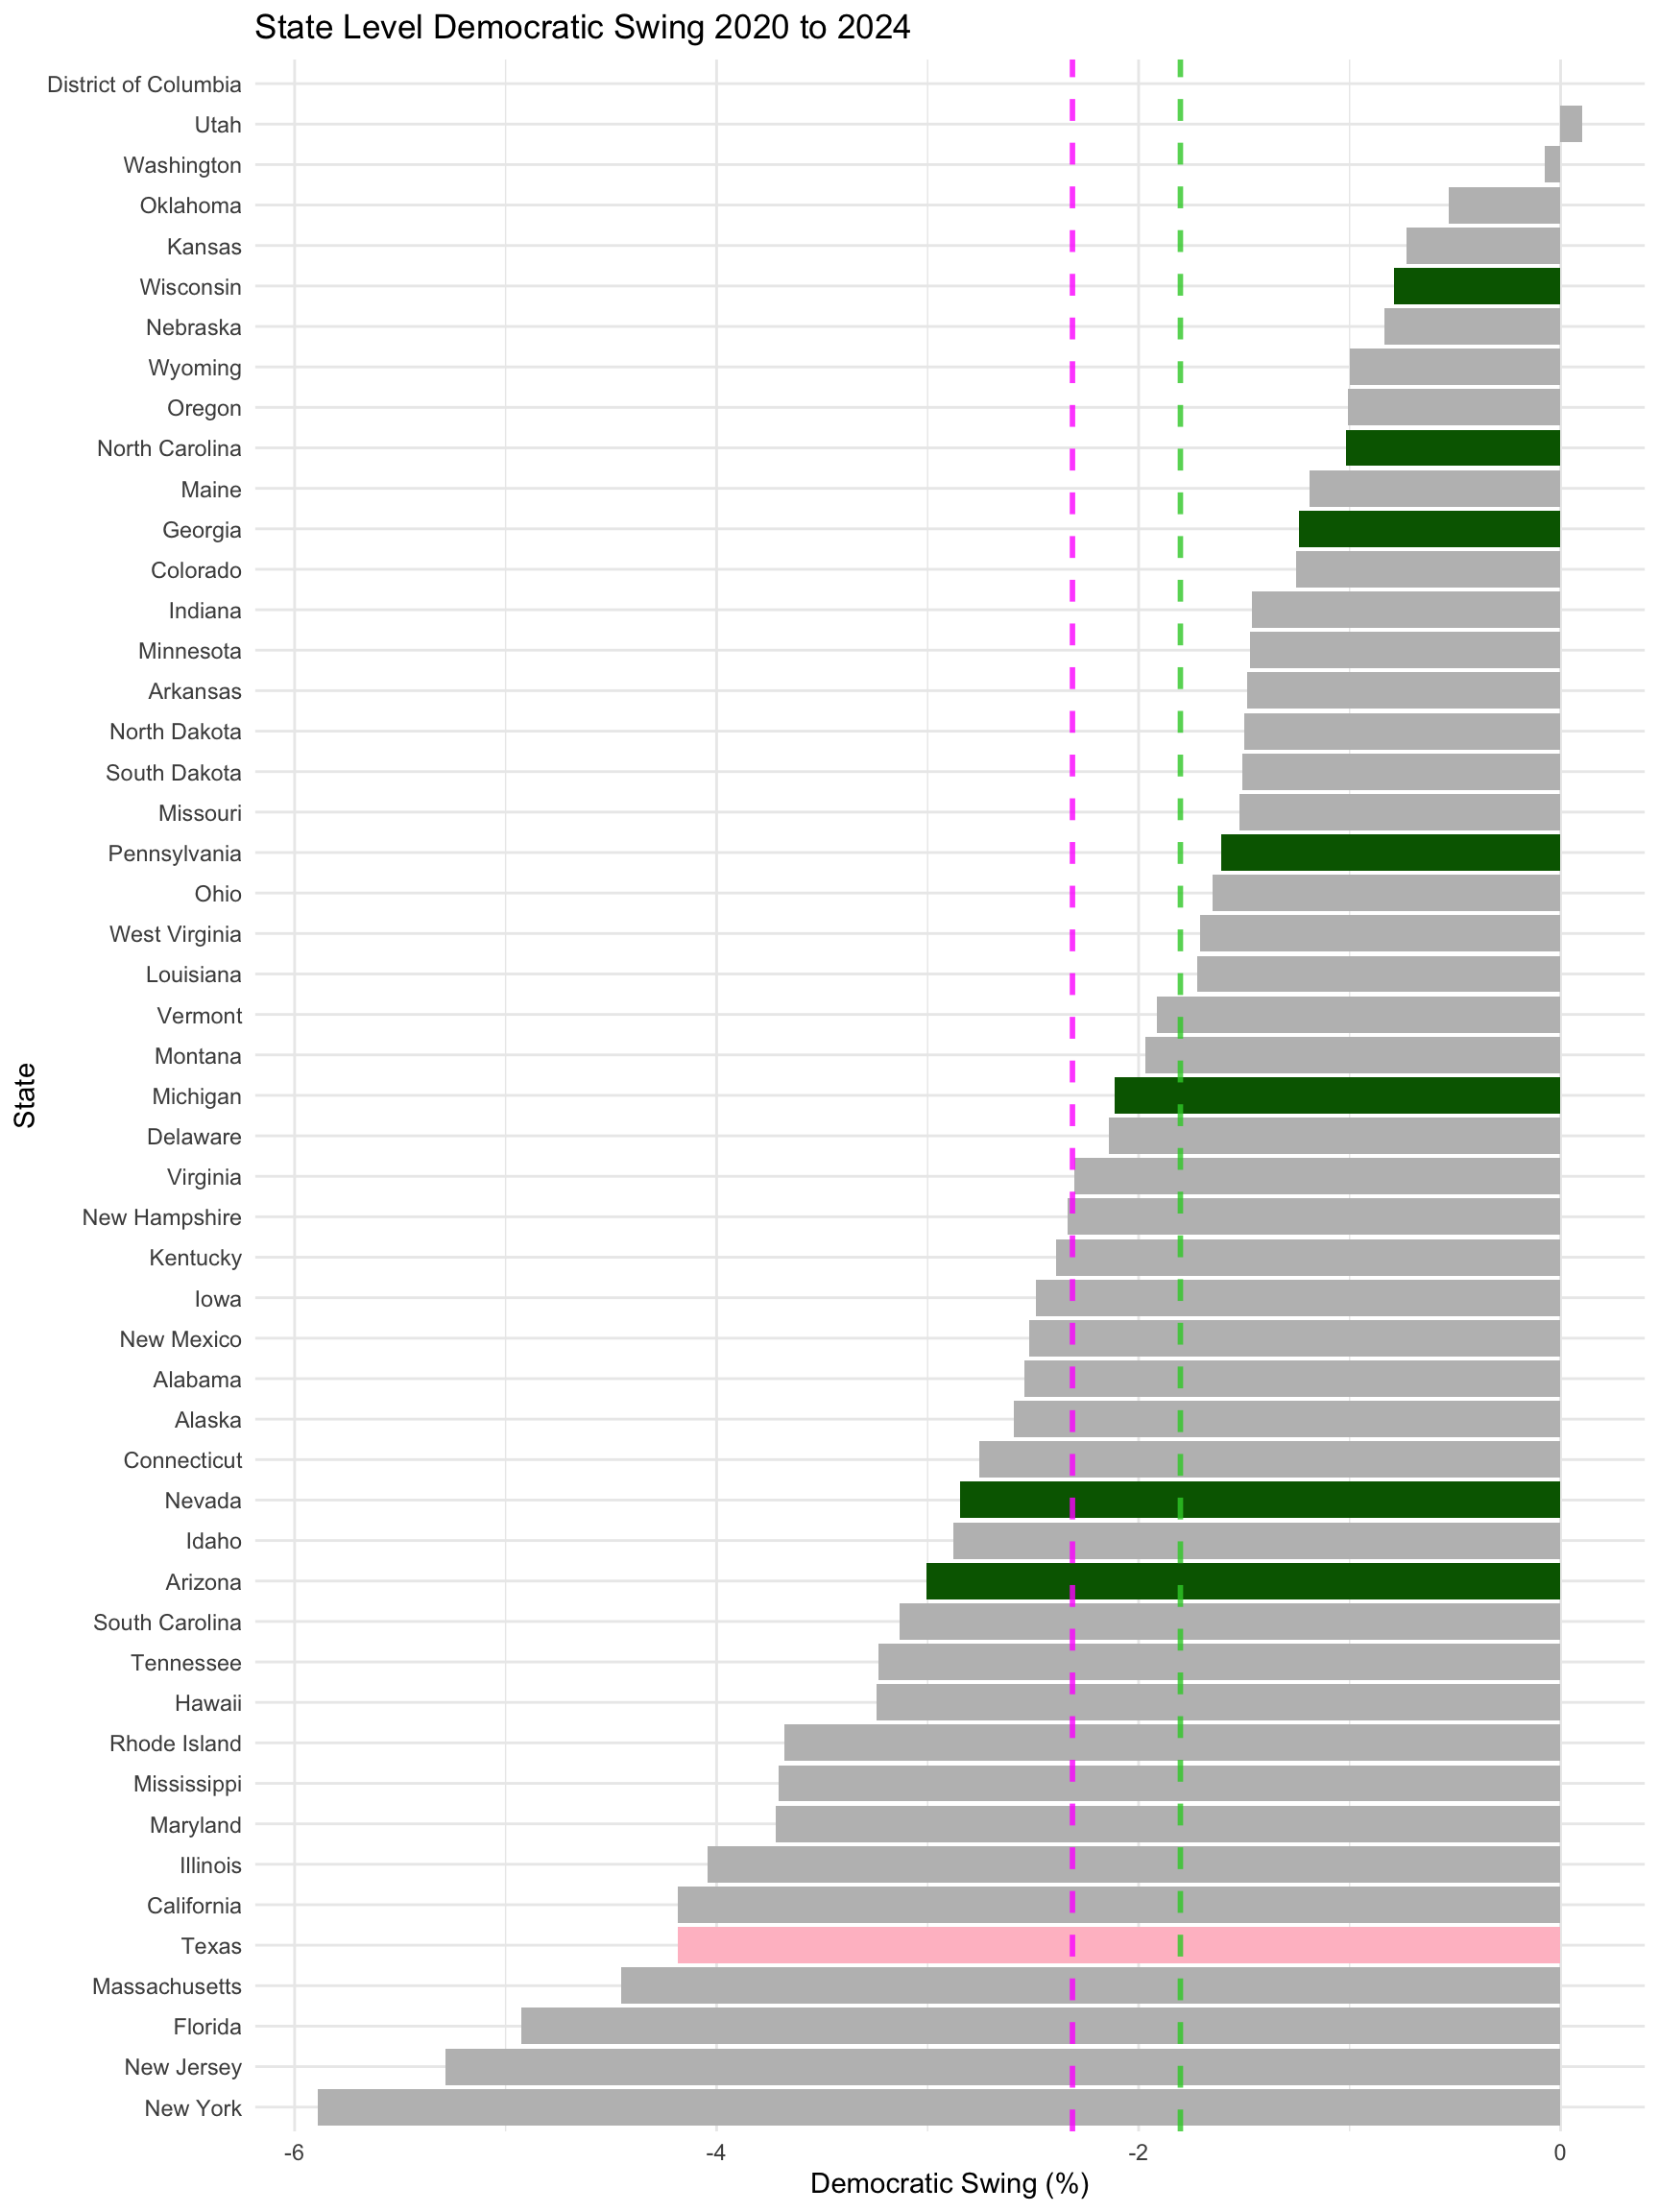 State Level Democratic Swing 2020 to 2024
District of Columbia
Utah
Washington
Oklahoma
Kansas
Wisconsin
Nebraska
Wyoming
Oregon
North Carolina
Maine
Georgia
Colorado
Indiana
Minnesota
Arkansas
North Dakota
South Dakota
Missouri
Pennsylvania
Ohio
West Virginia
Louisiana
Vermont
Montana
Michigan
Delaware
Virginia
New Hampshire
Kentucky
Iowa
New Mexico
Alabama
Alaska
Connecticut
Nevada
Idaho
Arizona
South Carolina
Tennessee
Hawaii
Rhode Island
Mississippi
Maryland
Illinois
California
Texas
Massachusetts
Florida
New Jersey
New York
State
-6 -4 -2 0
Democratic Swing (%)